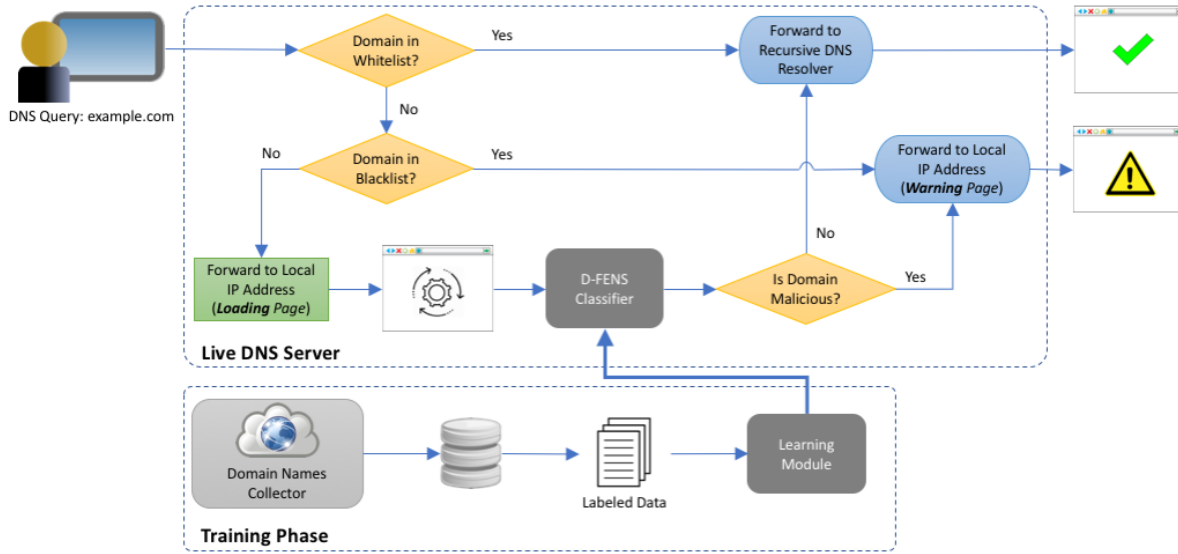 DNS Query: example.com
Domain in
Whitelist?
Yes
Forward to
Recursive DNS
Resolver
No
No
Domain in
Blacklist?
Yes
Forward to Local
IP Address
(Warning Page)
No
Forward to Local
IP Address
(Loading Page)
D-FENS
Classifier
Is Domain
Malicious?
Yes
Live DNS Server
Domain Names
Collector
Labeled Data
Learning
Module
Training Phase